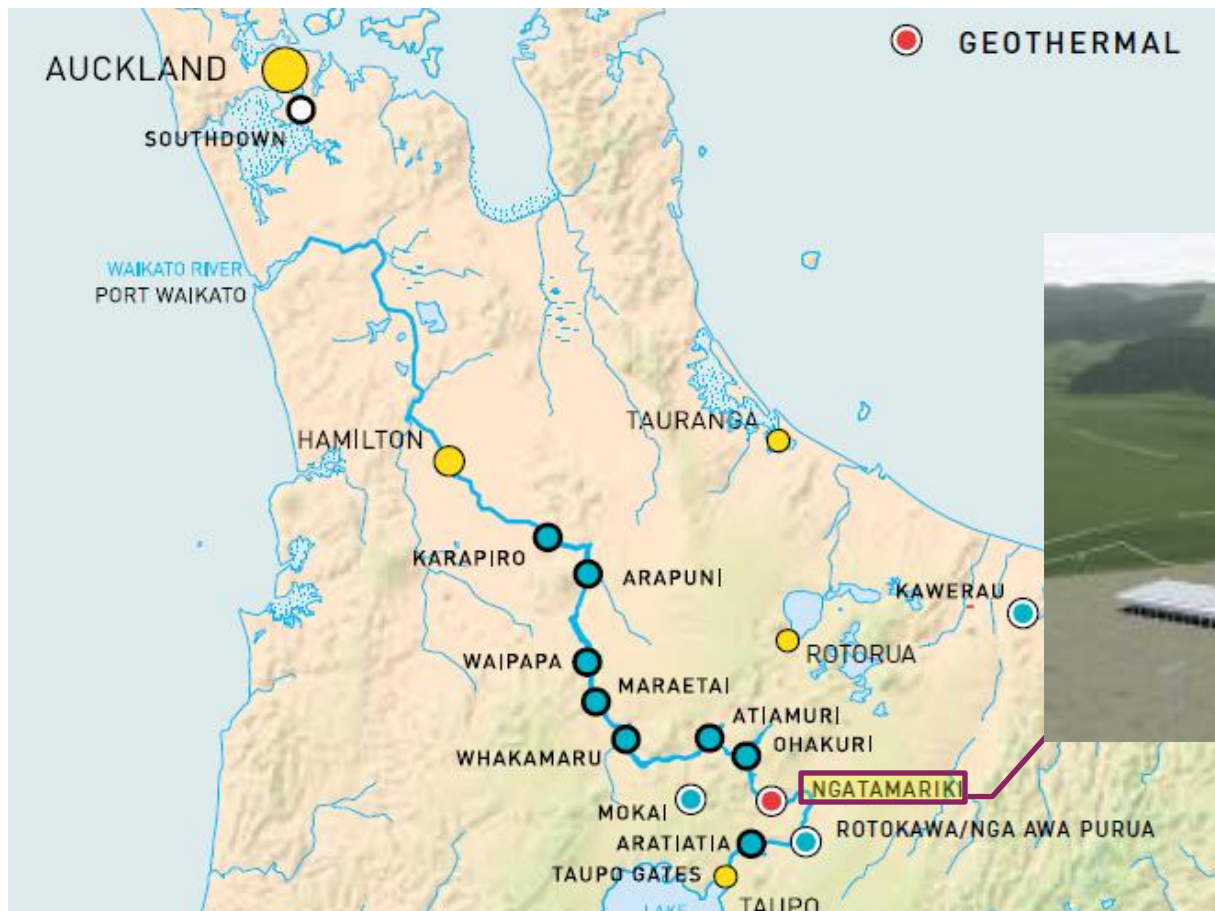 GEOTHERMAL
AUCKLAND
SOUTHDOWN
WAIKATO RIVER
PORT WAIKATO
TAURANGA
HAMILTON
KARAPIRO
ARAPUNI
KAWERAU
ROTORUA
WAIPAPA
MARAETAI
ATIAMURI
OHAKURI
WHAKAMARU
NGATAMARIKI
MOKAI
ROTOKAWA/NGA AWA PURUA
ARATIATIA
TAUPO GATES
LAKE
TAUPO